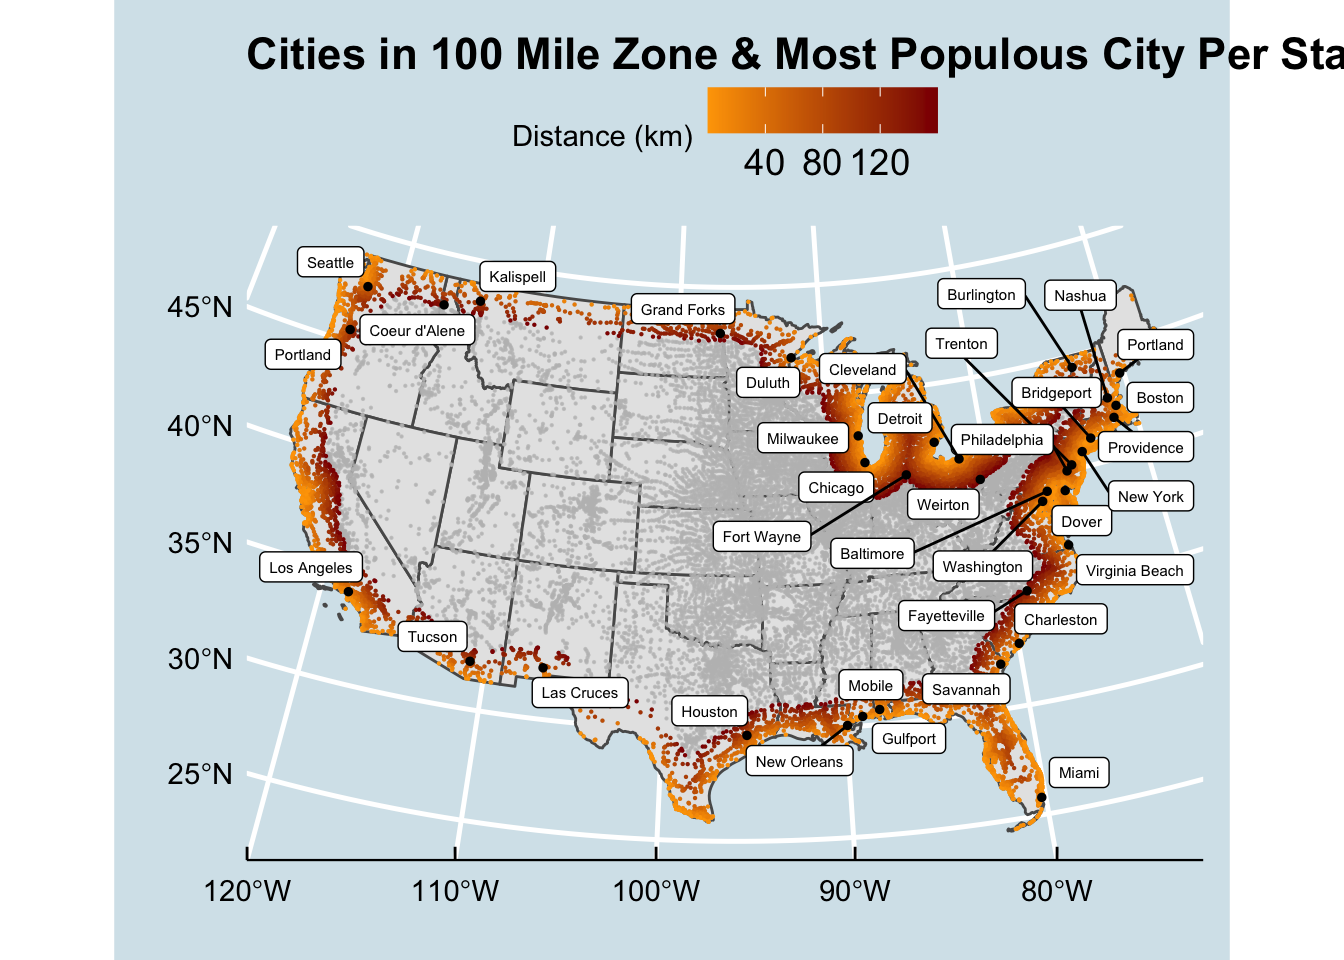 Cities in 100 Mile Zone & Most Populous City Per Sta
Distance (km)
40 80 120
Seattle
Kalispell
Grand Forks
Burlington
Nashua
45°N
Coeur d'Alene
Trenton
Portland
Portland
Duluth
Cleveland
Bridgeport
Boston
40°N
Detroit
Milwaukee
Philadelphia
Providence
Chicago
Weirton
New York
Fort Wayne
Dover
35°N
Baltimore
Los Angeles
Washington
Virginia Beach
Fayetteville
Charleston
Tucson
30°N
Las Cruces
Mobile
Savannah
Houston
Gulfport
New Orleans
25°N
Miami
120°W 110°W 100°W 90°W 80°W